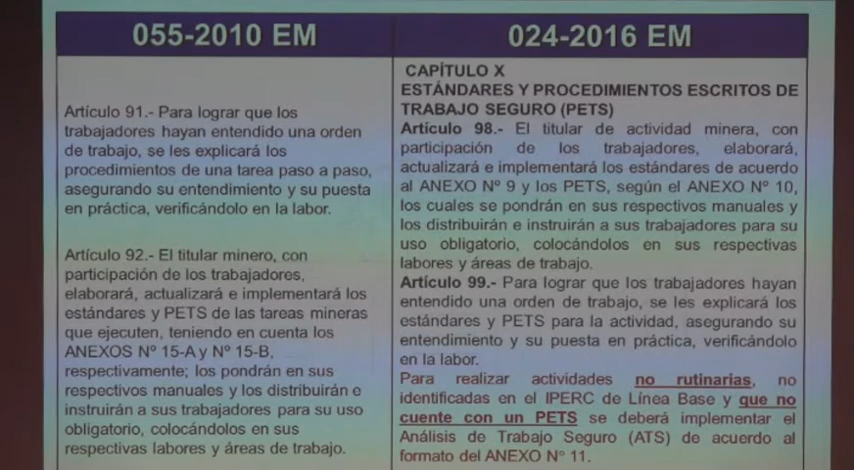 055-2010 EM
Artículo 91.- Para lograr que los
trabajadores hayan entendido una orden
de trabajo, se les explicará los
procedimientos de una tarea paso a paso,
asegurando su entendimiento y su puesta
en práctica, verificándolo en la labor.
Artículo 92.- El titular minero, con
participación de los trabajadores,
elaborará, actualizará e implementará los
estándares y PETS de las tareas mineras
que ejecuten, teniendo en cuenta los
ANEXOS Nº 15-A y Nº 15-B,
respectivamente; los pondrán en sus
respectivos manuales y los distribuirán e
instruirán a sus trabajadores para su uso
obligatorio, colocándolos en sus
respectivas labores y áreas de trabajo.
024-2016 EM
CAPÍTULO X
ESTÁNDARES Y PROCEDIMIENTOS ESCRITOS DE
TRABAJO SEGURO (PETS)
Artículo 98.- El titular de actividad minera, con
participación de los trabajadores, elaborará,
actualizará e implementará los estándares de acuerdo
al ANEXO Nº 9 y los PETS, según el ANEXO Nº 10,
los cuales se pondrán en sus respectivos manuales y
los distribuirán e instruirán a sus trabajadores para su
uso obligatorio, colocándolos en sus respectivas
labores y áreas de trabajo.
Artículo 99.- Para lograr que los trabajadores hayan
entendido una orden de trabajo, se les explicará los
estándares y PETS para la actividad, asegurando su
entendimiento y su puesta en práctica, verificándolo
en la labor.
Para realizar actividades no rutinarias, no
identificadas en el IPERC de Línea Base y que no
cuente con un PETS se deberá implementar el
Análisis de Trabajo Seguro (ATS) de acuerdo al
formato del ANEXO N° 11.